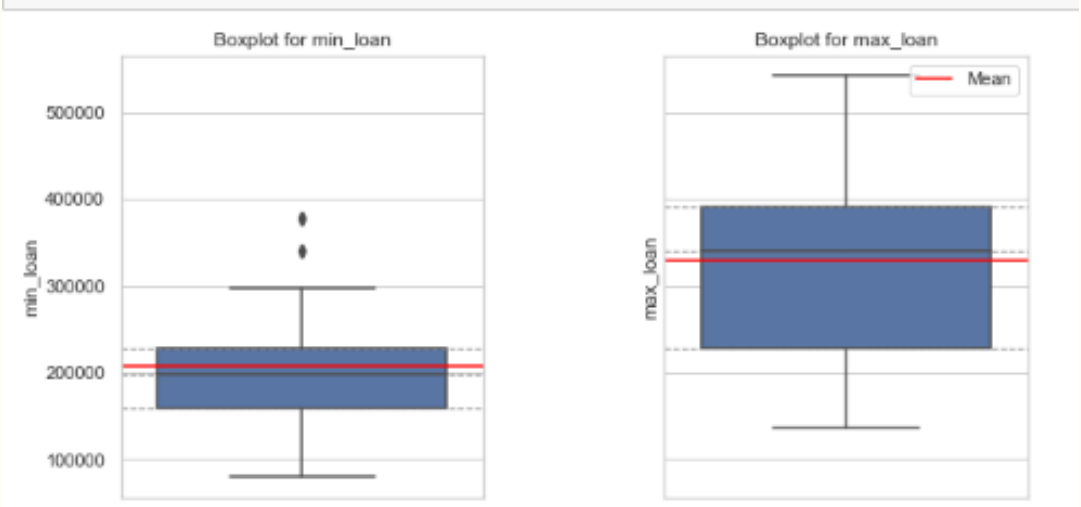 Boxplot for min_loan
500000
400000
300000
200000
100000
min_loan
Boxplot for max_loan
Mean
max_loan